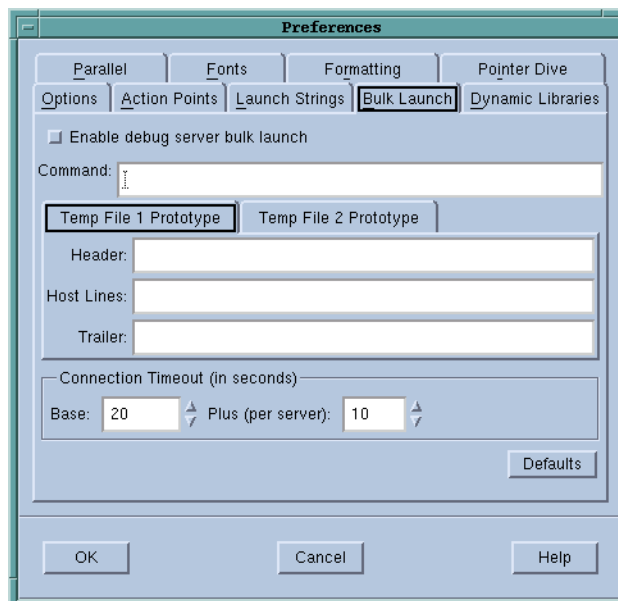 Preferences
Parallel Fonts Formatting Pointer Dive
Options Action Points Launch Strings Bulk Launch Dynamic Libraries
Enable debug server bulk launch
Command:
Temp File 1 Prototype Temp File 2 Prototype
Header:
Host Lines:
Trailer:
Connection Timeout (in seconds)
Base: 20 Plus (per server): 10
Defaults
OK Cancel Help